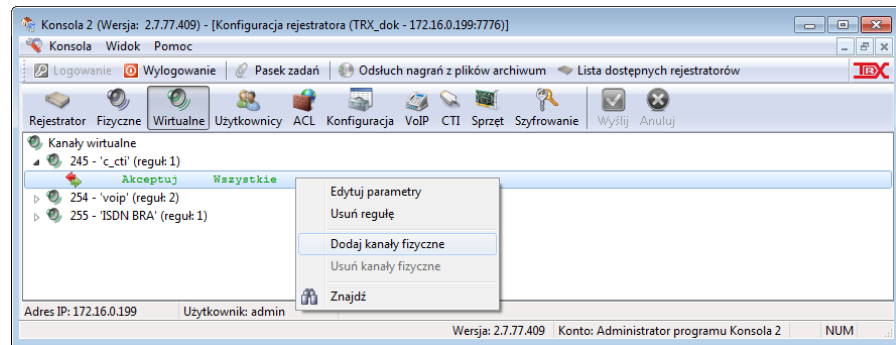 Konsola 2 (Wersja: 2.7.77.409) - [Konfiguracja rejestratora (TRX_dok - 172.16.0.199:7776)]
Konsola Widok Pomoc
Logowanie Wylogowanie Pasek zadań Odsłuch nagrań z plików archiwum Lista dostępnych rejestratorów TRX
Rejestrator Fizyczne Wirtualne Użytkownicy ACL Konfiguracja VoIP CTI Sprzęt Szyfrowanie Wyślij Anuluj
Kanały wirtualne
245 - 'c_cti' (reguł: 1)
Akceptuj Wszystkie
254 - 'voip' (reguł: 2)
255 - 'ISDN BRA' (reguł: 1)
Edytuj parametry
Usuń regułę
Dodaj kanały fizyczne
Usuń kanały fizyczne
Znajdź
Adres IP: 172.16.0.199 Użytkownik: admin
Wersja: 2.7.77.409 Konto: Administrator programu Konsola 2 NUM